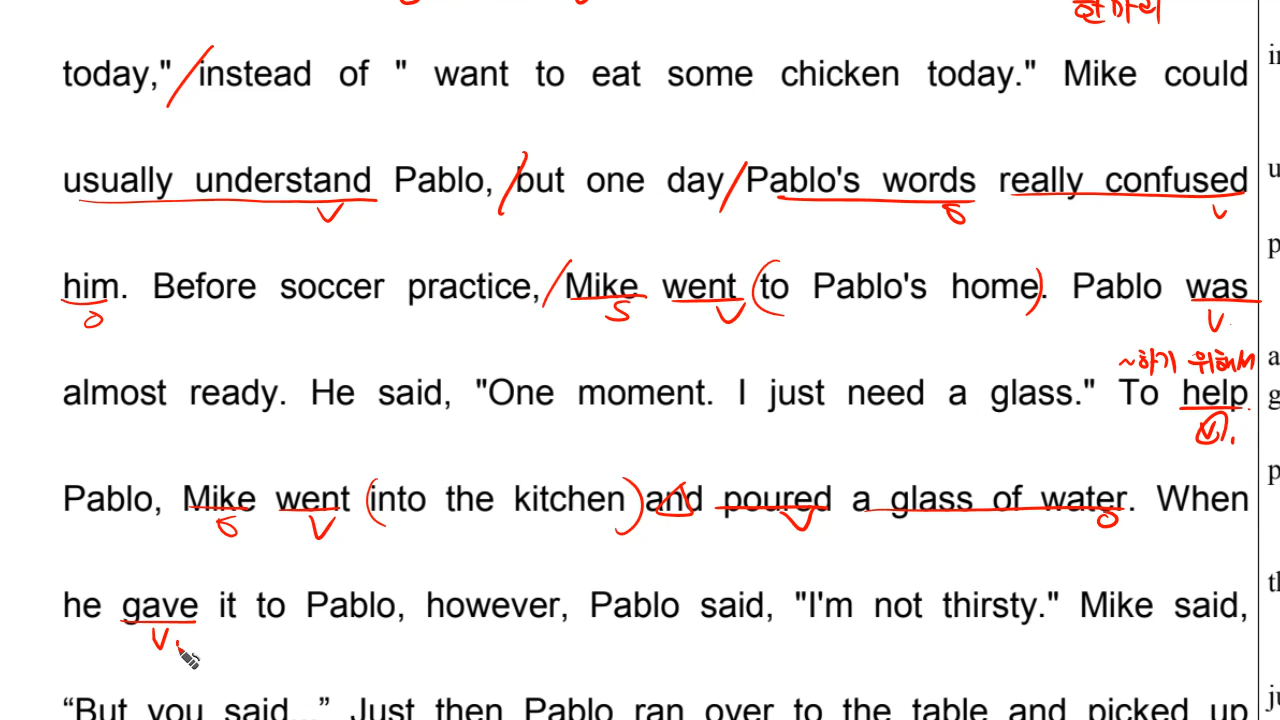 한마리
today," instead of " want to eat some chicken today." Mike could
usually understand Pablo, but one day Pablo's words really confused
V S V
him. Before soccer practice, Mike went to Pablo's home. Pablo was
O S V V
~하기 위해서
almost ready. He said, "One moment. I just need a glass." To help
V
Pablo, Mike went into the kitchen and poured a glass of water. When
S V V O
he gave it to Pablo, however, Pablo said, "I'm not thirsty." Mike said,
V
“But you said...” Just then Pablo ran over to the table and picked up